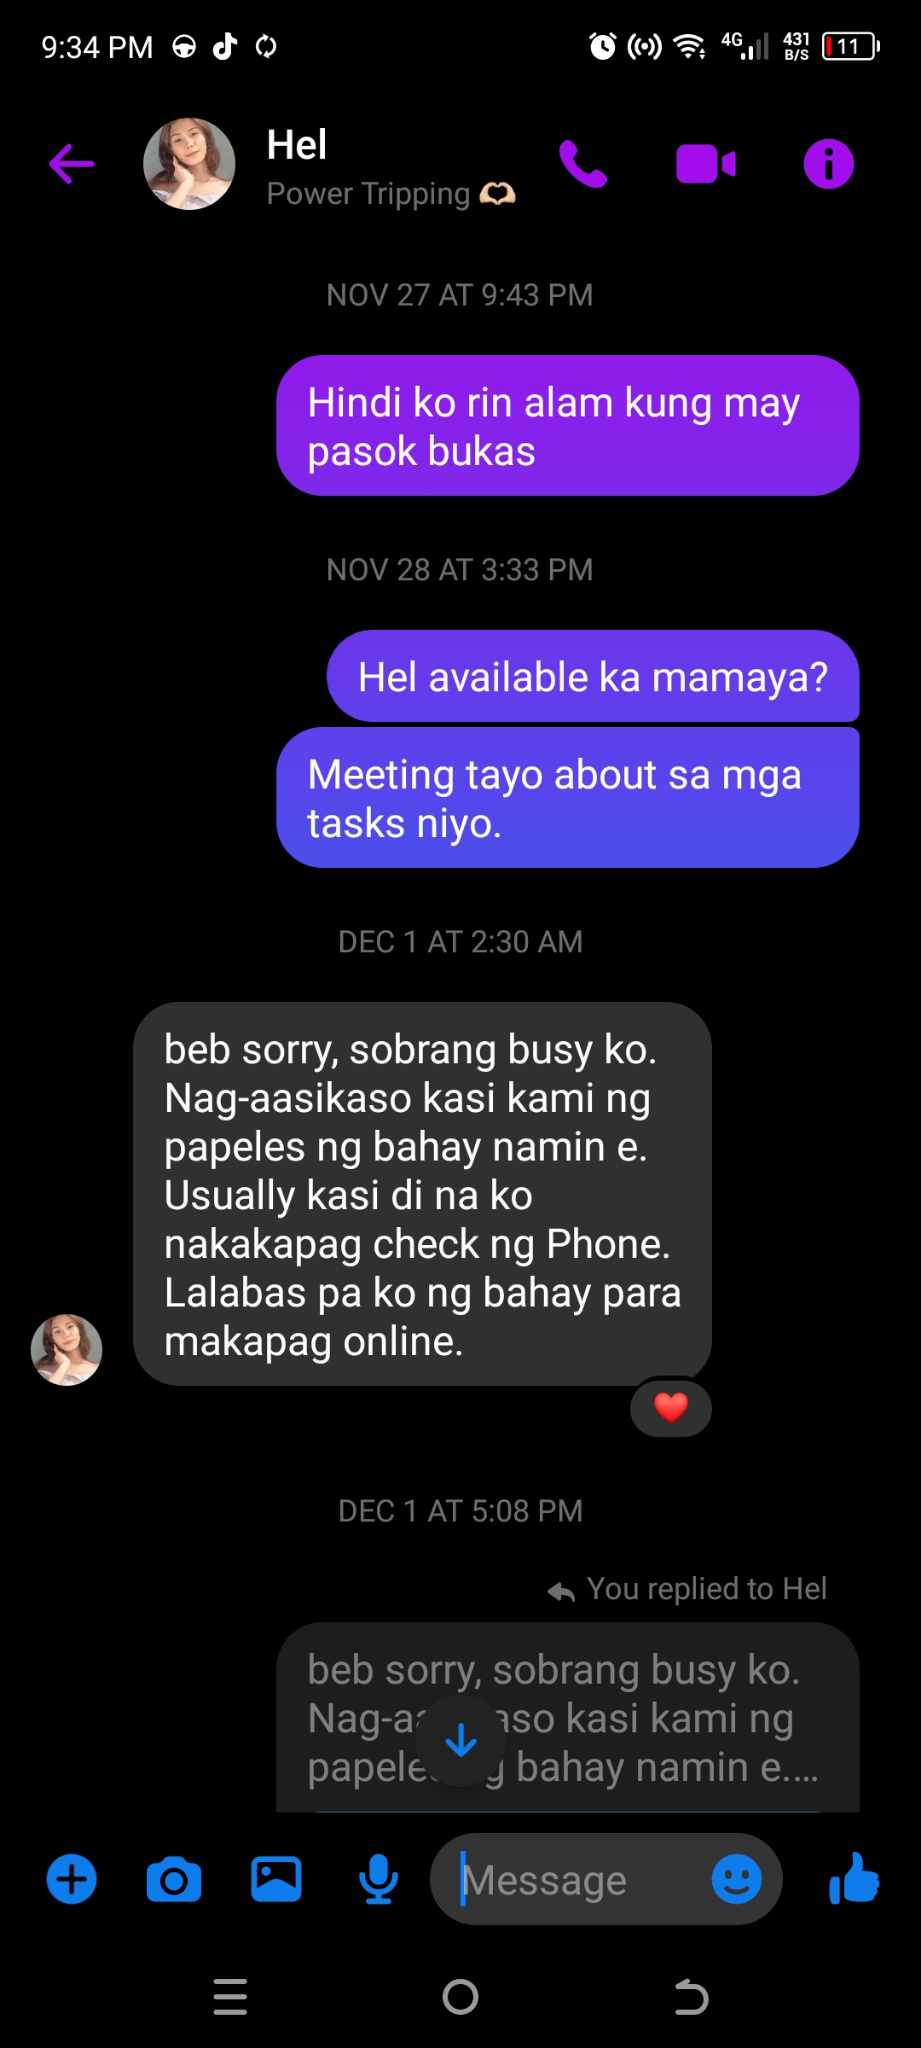 9:34 PM
4G
431
B/S
11
Hel
Power Tripping 🫶🏼
NOV 27 AT 9:43 PM
Hindi ko rin alam kung may
pasok bukas
NOV 28 AT 3:33 PM
Hel available ka mamaya?
Meeting tayo about sa mga
tasks niyo.
DEC 1 AT 2:30 AM
beb sorry, sobrang busy ko.
Nag-aasikaso kasi kami ng
papeles ng bahay namin e.
Usually kasi di na ko
nakakapag check ng Phone.
Lalabas pa ko ng bahay para
makapag online.
DEC 1 AT 5:08 PM
You replied to Hel
beb sorry, sobrang busy ko.
kasi kami ng
bahay namin e....
Message